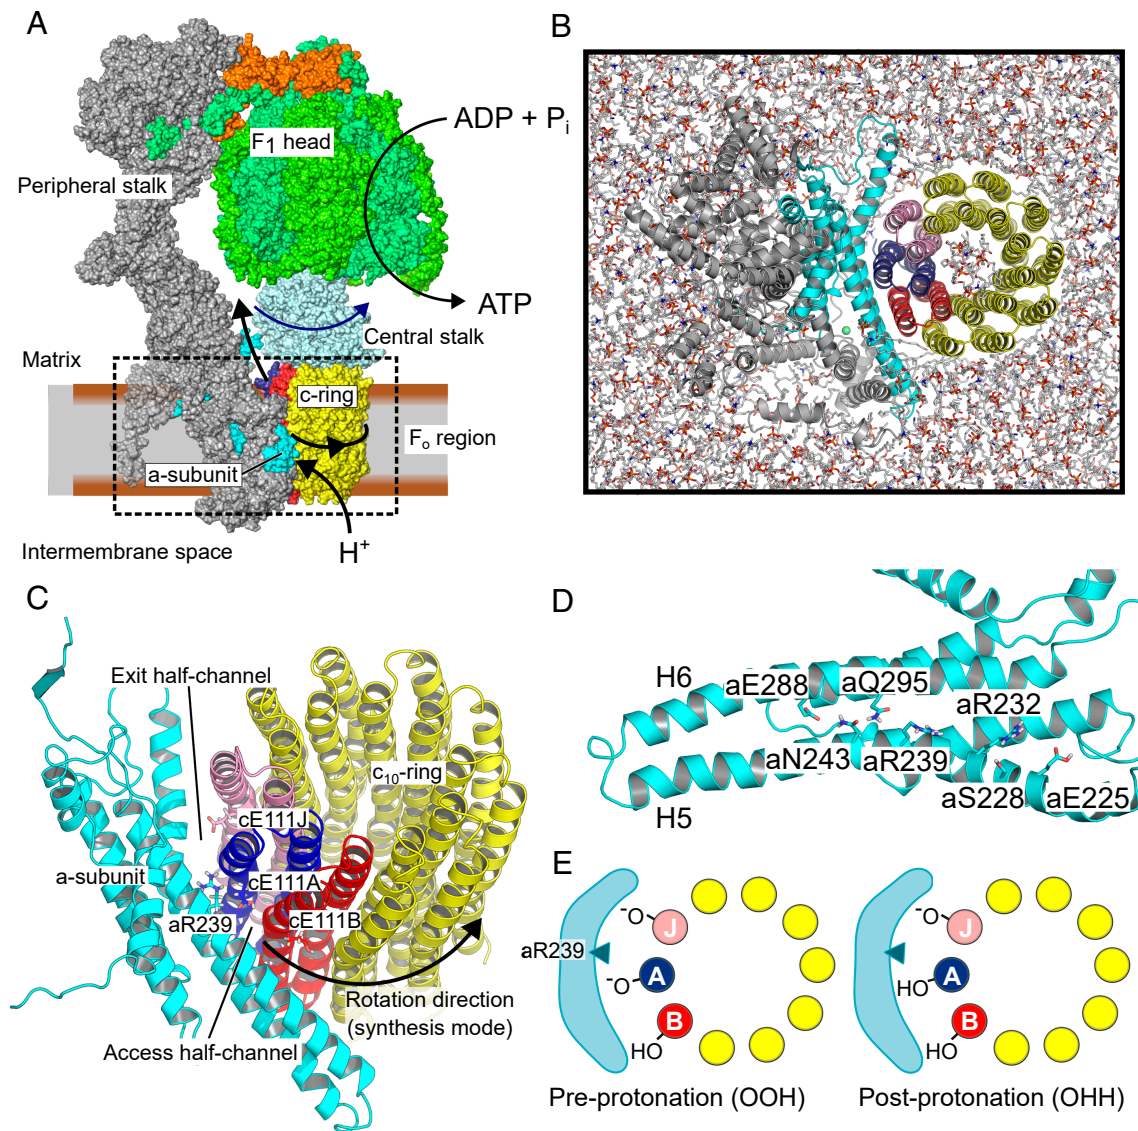 A
F1 head
ADP + Pi
Peripheral stalk
ATP
Central stalk
Matrix
c-ring
Fo region
a-subunit
Intermembrane space
H+
B
C
Exit half-channel
c10-ring
cE111J
a-subunit
cE111A
aR239
cE111B
Rotation direction
(synthesis mode)
Access half-channel
D
H6
aE288
aQ295
aR232
aN243
aR239
aS228
aE225
H5
E
-O
J
aR239
-O
A
B
HO
Pre-protonation (OOH)
-O
J
HO
A
B
HO
Post-protonation (OHH)